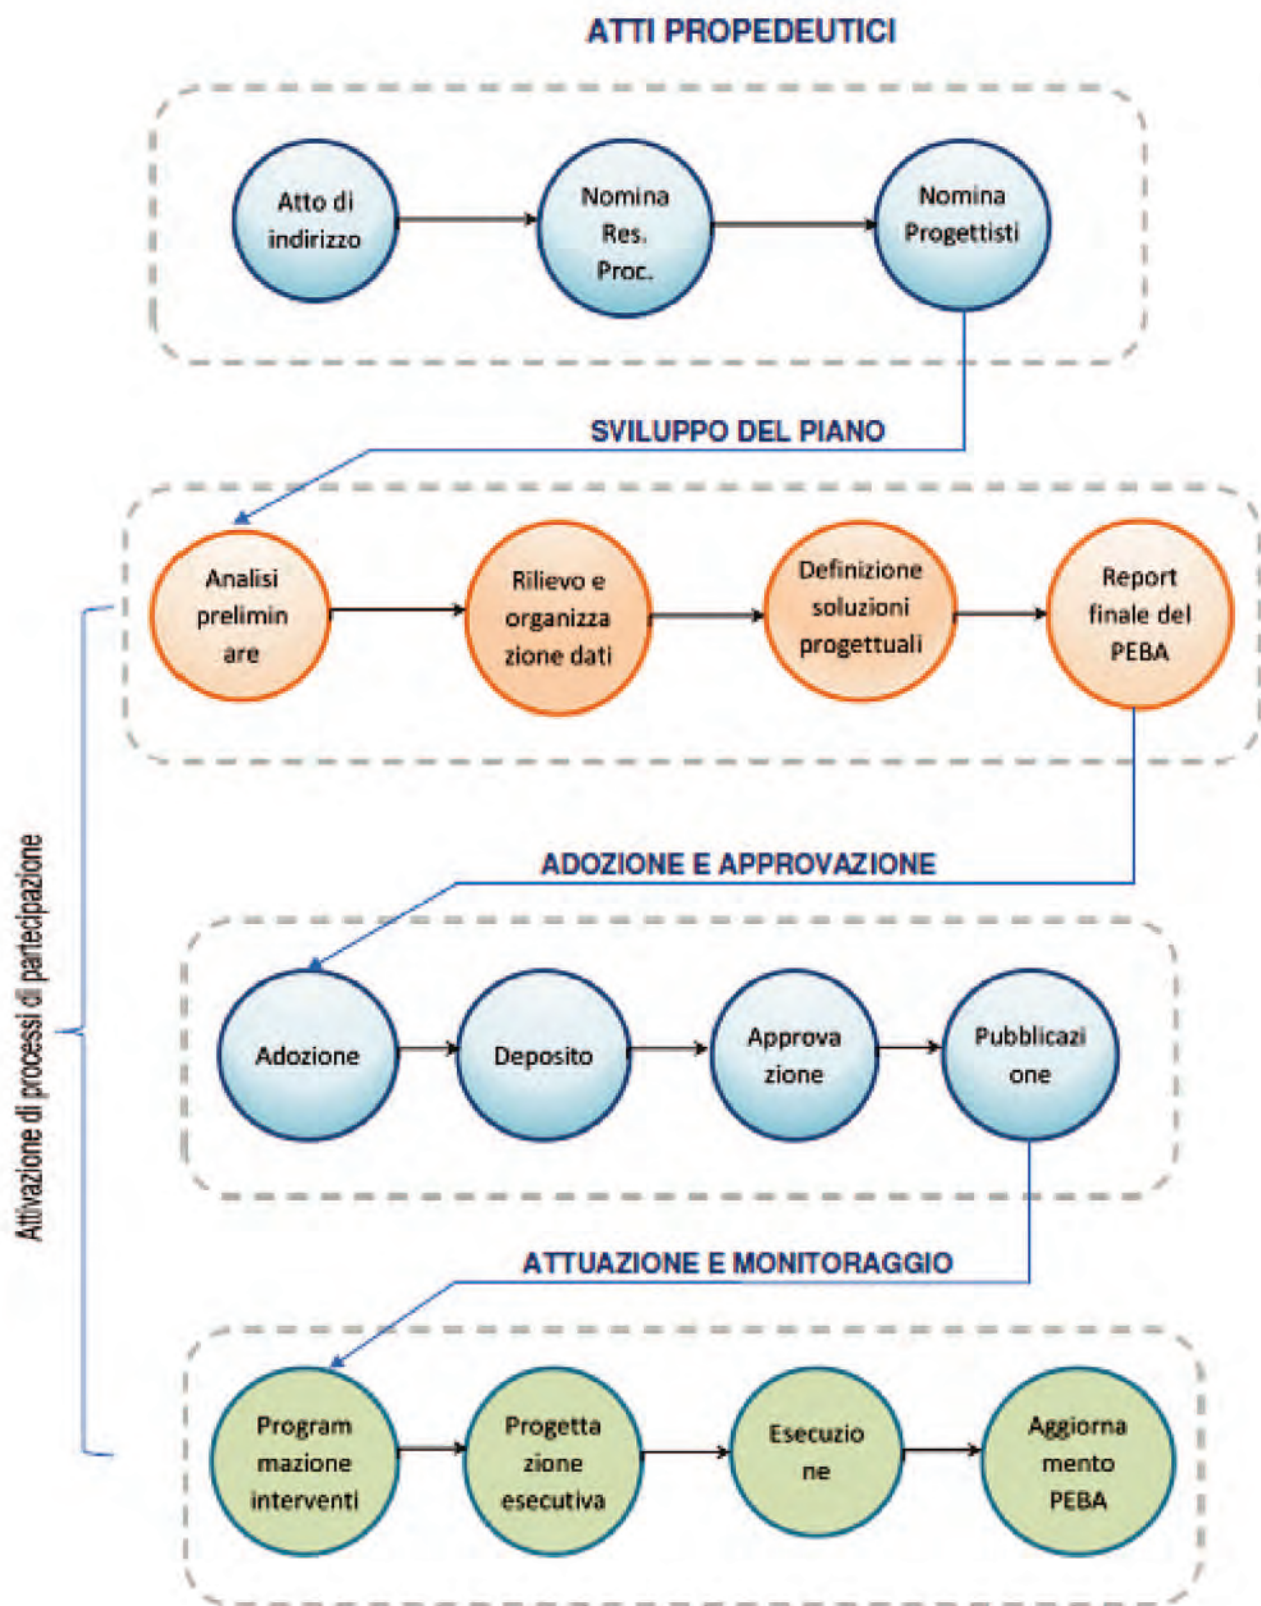 ATTI PROPEDEUTICI
Atto di
indirizzo
Nomina
Res.
Proc.
Nomina
Progettisti
SVILUPPO DEL PIANO
Analisi
prelimin
are
Rilievo e
organizza
zione dati
Definizione
soluzioni
progettuali
Report
finale del
PEBA
Attivazione di processi di partecipazione
ADOZIONE E APPROVAZIONE
Adozione
Deposito
Approva
zione
Pubblicazi
one
ATTUAZIONE E MONITORAGGIO
Program
mazione
interventi
Progetta
zione
esecutiva
Esecuzio
ne
Aggiorna
mento
PEBA